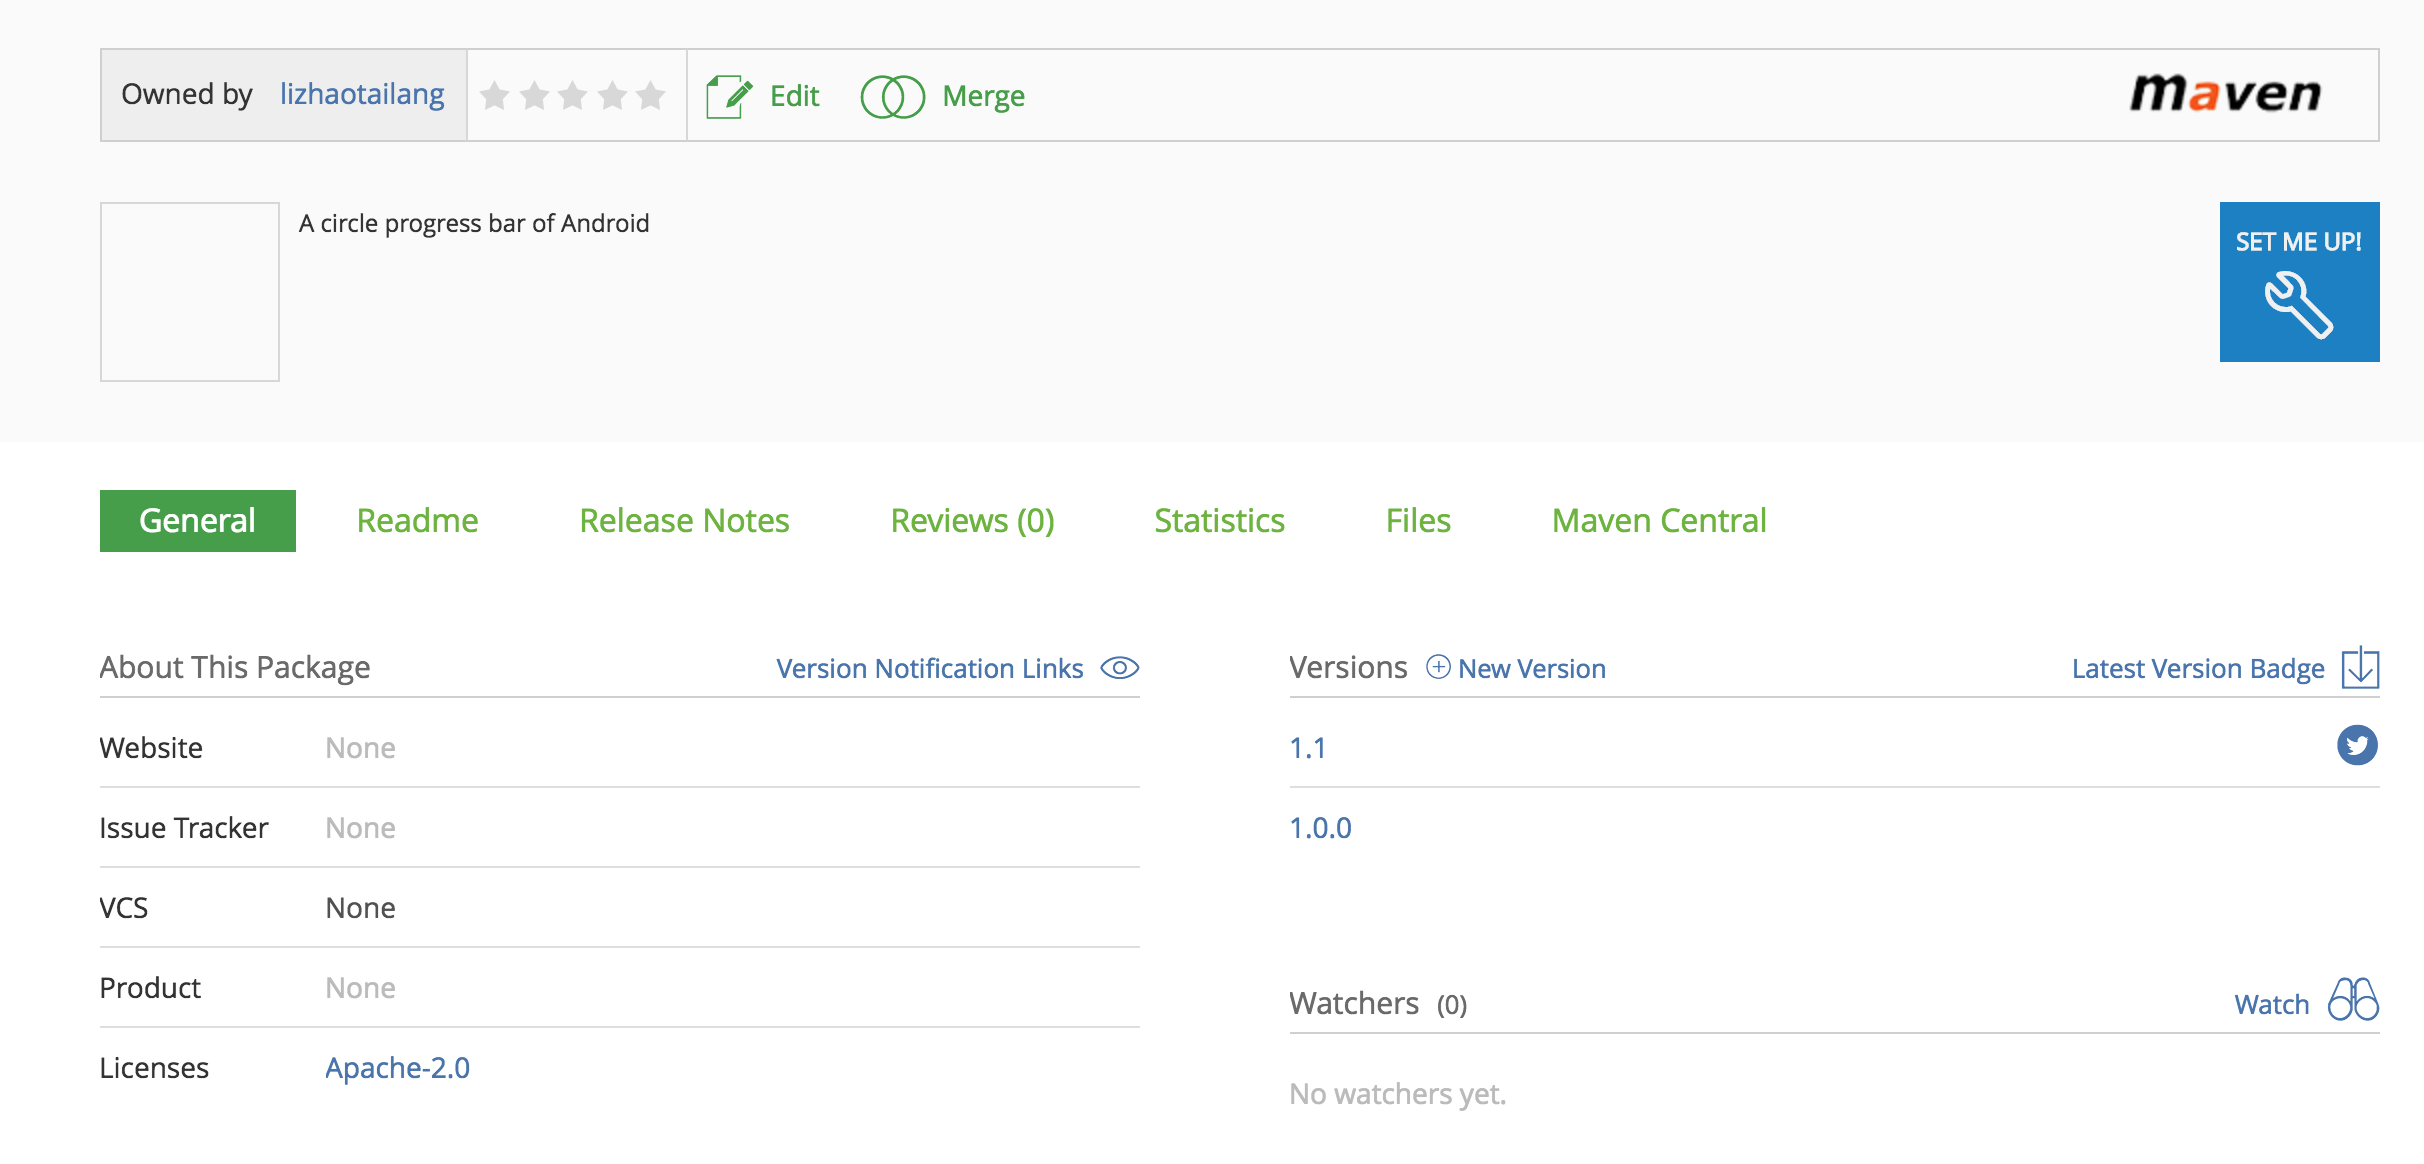 Owned by lizhaotailang Edit Merge maven
A circle progress bar of Android
SET ME UP!
General Readme Release Notes Reviews (0) Statistics Files Maven Central
About This Package Version Notification Links
Website None
Issue Tracker None
VCS None
Product None
Licenses Apache-2.0
Versions New Version Latest Version Badge
1.1
1.0.0
Watchers (0) Watch
No watchers yet.